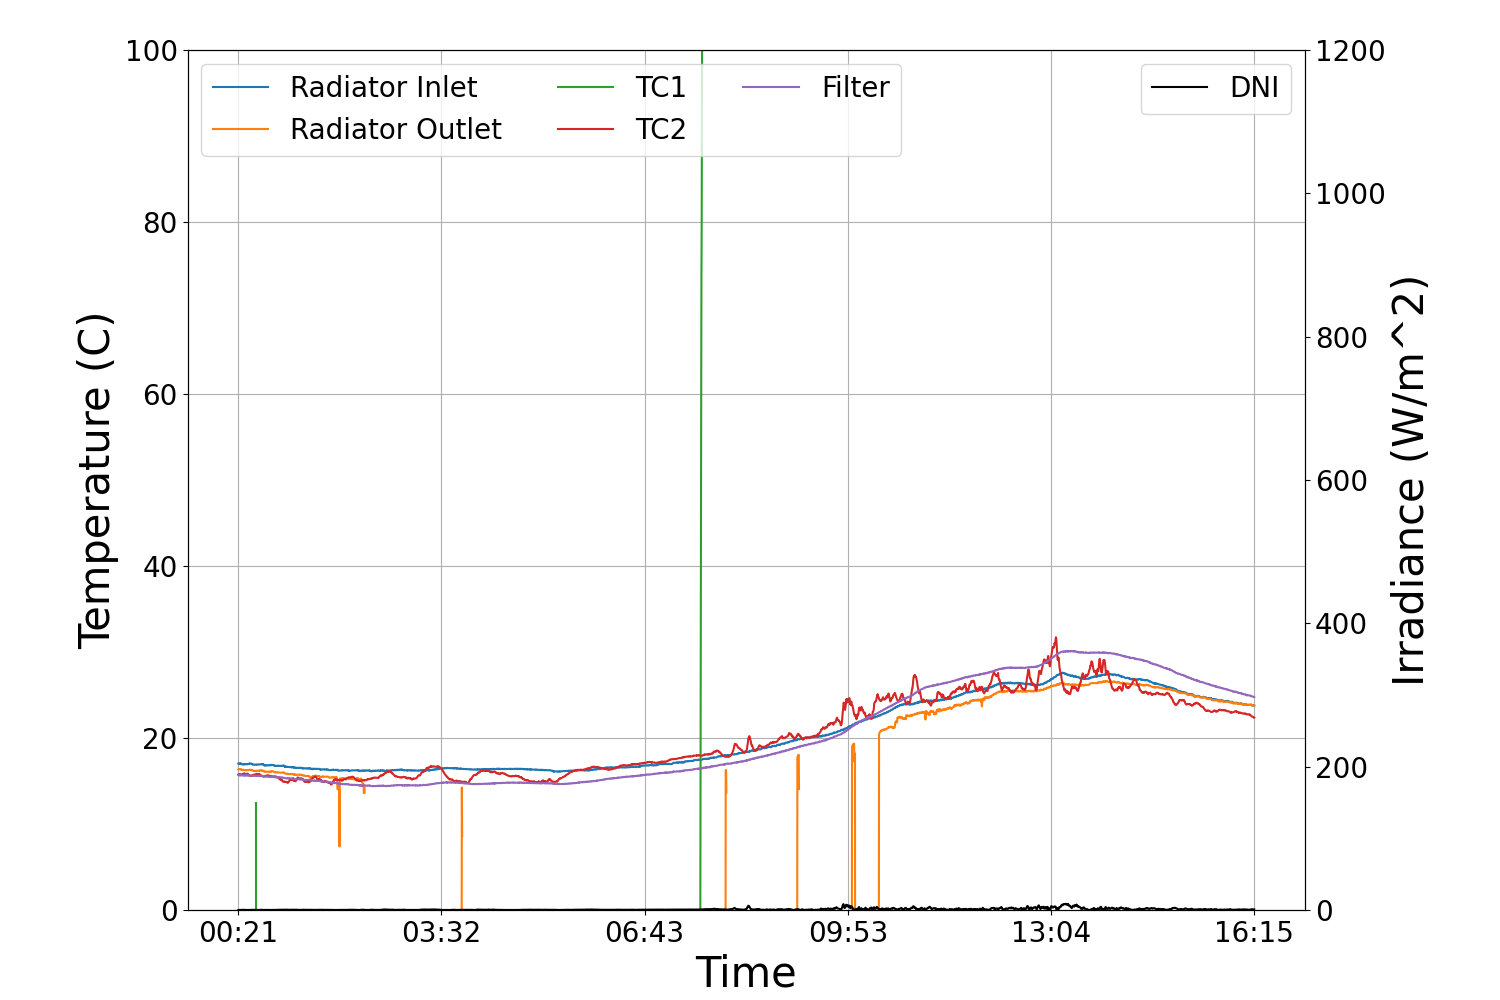 100
80
60
40
20
0
Temperature (C)
Radiator Inlet
Radiator Outlet
TC1
TC2
Filter
DNI
1200
1000
800
600
400
200
0
Irradiance (W/m^2)
00:21 03:32 06:43 09:53 13:04 16:15
Time